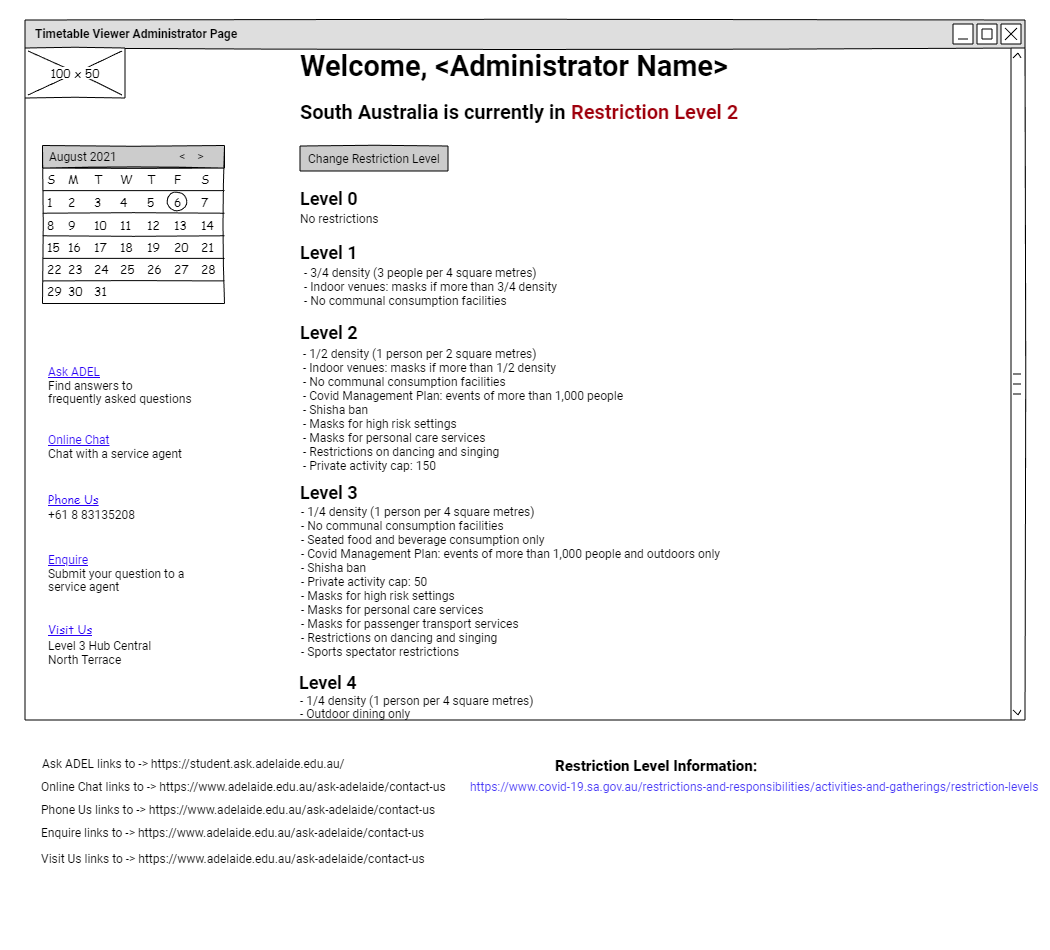 Timetable Viewer Administrator Page
100 x 50
Welcome, <Administrator Name>
South Australia is currently in Restriction Level 2
August 2021 < >
S M T W T F S
1 2 3 4 5 6 7
8 9 10 11 12 13 14
15 16 17 18 19 20 21
22 23 24 25 26 27 28
29 30 31
Ask ADEL
Find answers to
frequently asked questions
Online Chat
Chat with a service agent
Phone Us
+61 8 83135208
Enquire
Submit your question to a
service agent
Visit Us
Level 3 Hub Central
North Terrace
Change Restriction Level
Level 0
No restrictions
Level 1
- 3/4 density (3 people per 4 square metres)
- Indoor venues: masks if more than 3/4 density
- No communal consumption facilities
Level 2
- 1/2 density (1 person per 2 square metres)
- Indoor venues: masks if more than 1/2 density
- No communal consumption facilities
- Covid Management Plan: events of more than 1,000 people
- Shisha ban
- Masks for high risk settings
- Masks for personal care services
- Restrictions on dancing and singing
- Private activity cap: 150
Level 3
- 1/4 density (1 person per 4 square metres)
- No communal consumption facilities
- Seated food and beverage consumption only
- Covid Management Plan: events of more than 1,000 people and outdoors only
- Shisha ban
- Private activity cap: 50
- Masks for high risk settings
- Masks for personal care services
- Masks for passenger transport services
- Restrictions on dancing and singing
- Sports spectator restrictions
Level 4
- 1/4 density (1 person per 4 square metres)
- Outdoor dining only
Ask ADEL links to -> https://student.ask.adelaide.edu.au/
Online Chat links to -> https://www.adelaide.edu.au/ask-adelaide/contact-us
Phone Us links to -> https://www.adelaide.edu.au/ask-adelaide/contact-us
Enquire links to -> https://www.adelaide.edu.au/ask-adelaide/contact-us
Visit Us links to -> https://www.adelaide.edu.au/ask-adelaide/contact-us
Restriction Level Information:
https://www.covid-19.sa.gov.au/restrictions-and-responsibilities/activities-and-gatherings/restriction-levels